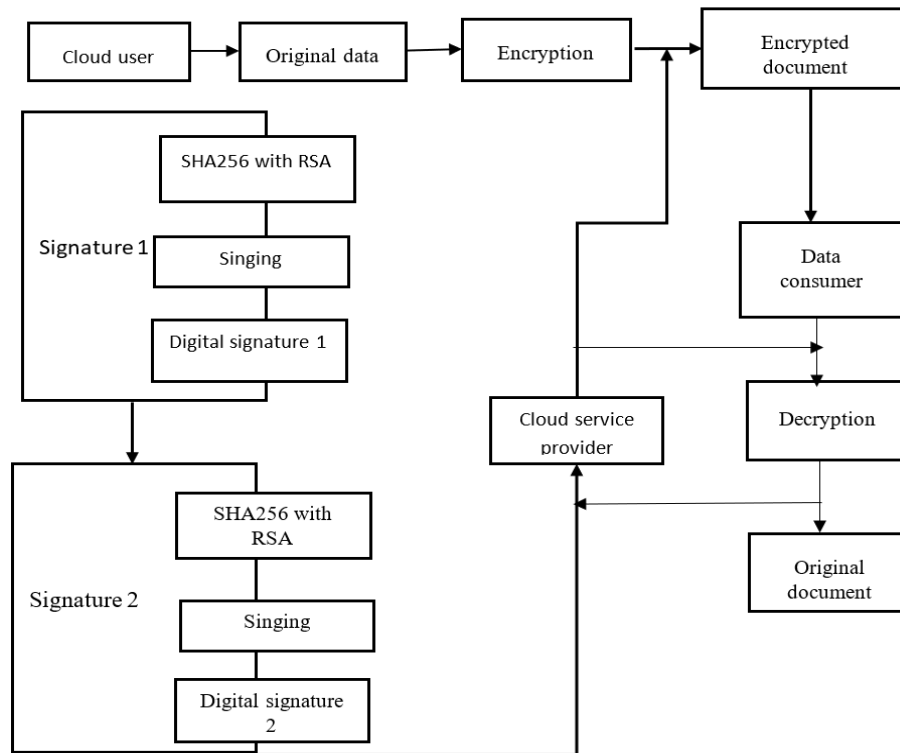 Cloud user
Original data
Encryption
Encrypted
document
SHA256 with RSA
Signature 1
Singing
Digital signature 1
Data
consumer
Cloud service
provider
Decryption
SHA256 with
RSA
Signature 2
Singing
Digital signature
2
Original
document